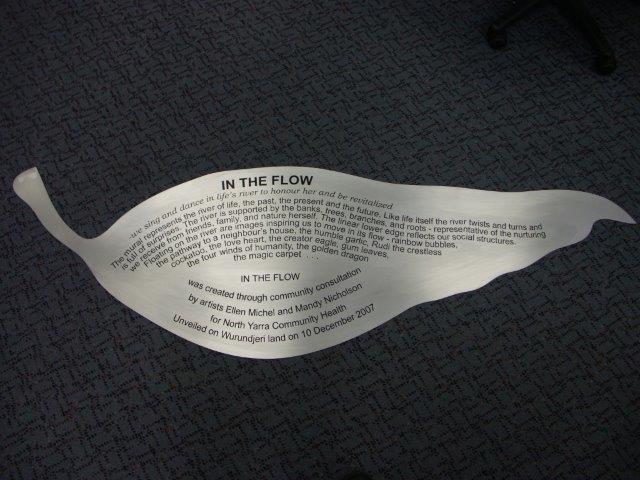 IN THE FLOW
...we sing and dance in life's river to honour her and be revitalized
The mural represents the river of life, the past, the present and the future. Like life itself the river twists and turns and
is full of surprises. The river is supported by the banks, trees, branches, and roots - representative of the nurturing
we receive from friends, family, and nature herself. The linear lower edge reflects our social structures.
Floating on the river are images inspiring us to move in its flow - rainbow bubbles,
the pathway to a neighbour's house, the humble garlic, Rudi the crestless
cockatoo, the love heart, the creator eagle, gum leaves,
the four winds of humanity, the golden dragon
the magic carpet . . .
IN THE FLOW
was created through community consultation
by artists Ellen Michel and Mandy Nicholson
for North Yarra Community Health
Unveiled on Wurundjeri land on 10 December 2007